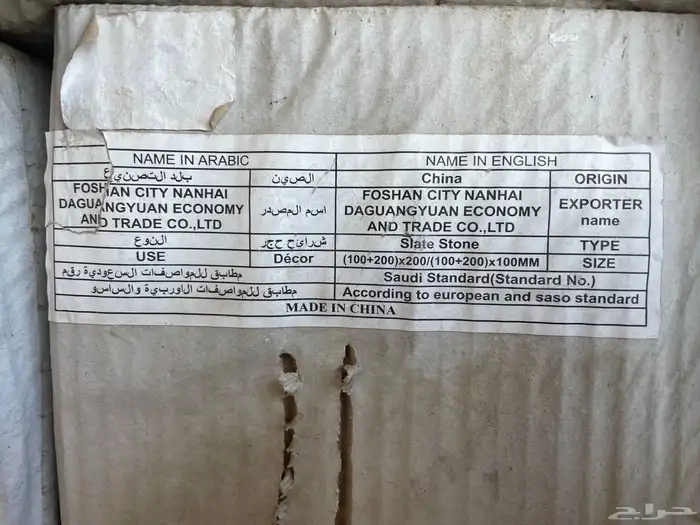 NAME IN ARABIC NAME IN ENGLISH
بلد التصنيع الصين China ORIGIN
FOSHAN CITY NANHAI DAGUANGYUAN ECONOMY AND TRADE CO.,LTD اسم المصدر FOSHAN CITY NANHAI DAGUANGYUAN ECONOMY AND TRADE CO.,LTD EXPORTER name
النوع شرائح حجر Slate Stone TYPE
USE Décor (100+200)x200/(100+200)x100MM SIZE
مطابق للمواصفات السعودية رقم Saudi Standard(Standard No.)
مطابق للمواصفات الاوربية والساسو According to european and saso standard
MADE IN CHINA
حراج